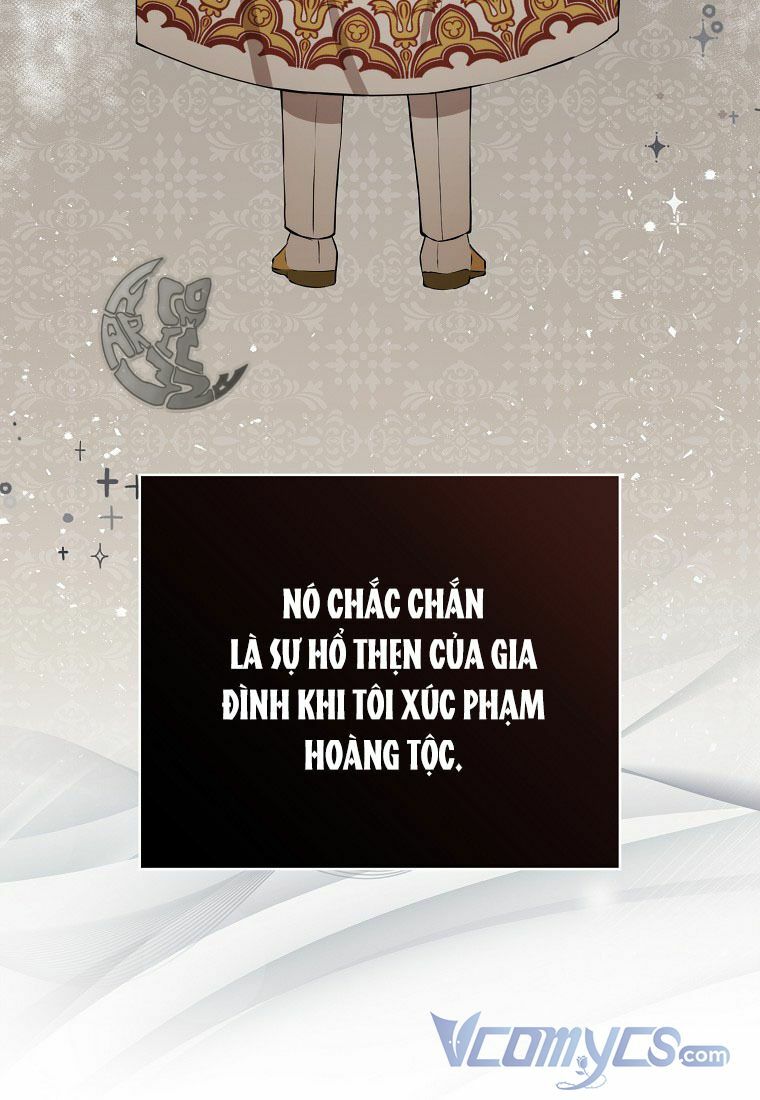 NÓ CHẮC CHẮN
LÀ SỰ HỔ THẸN CỦA GIA
ĐÌNH KHI TÔI XÚC PHẠM
HOÀNG TỘC.
VCOMYCS.com